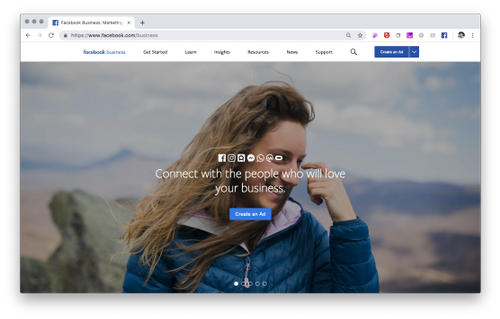 Facebook Business: Marketing
https://www.facebook.com/business
facebook business
Get Started
Learn
Insights
Resources
News
Support
Create an Ad
Connect with the people who will love
your business.
Create an Ad